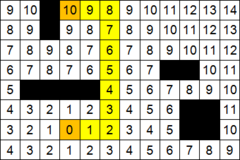 9 10 10 9 8 9 10 11 12 13 14
8 9 9 8 7 8 9 10 11 12 13
7 8 9 8 7 6 7 8 9 10 11 12
6 7 8 7 6 5 6 7 10 11
5 4 5 6 7 8 9 10
4 3 2 1 2 3 4 5 6 11
3 2 1 0 1 2 3 4 5 10
4 3 2 1 2 3 4 5 6 7 8 9